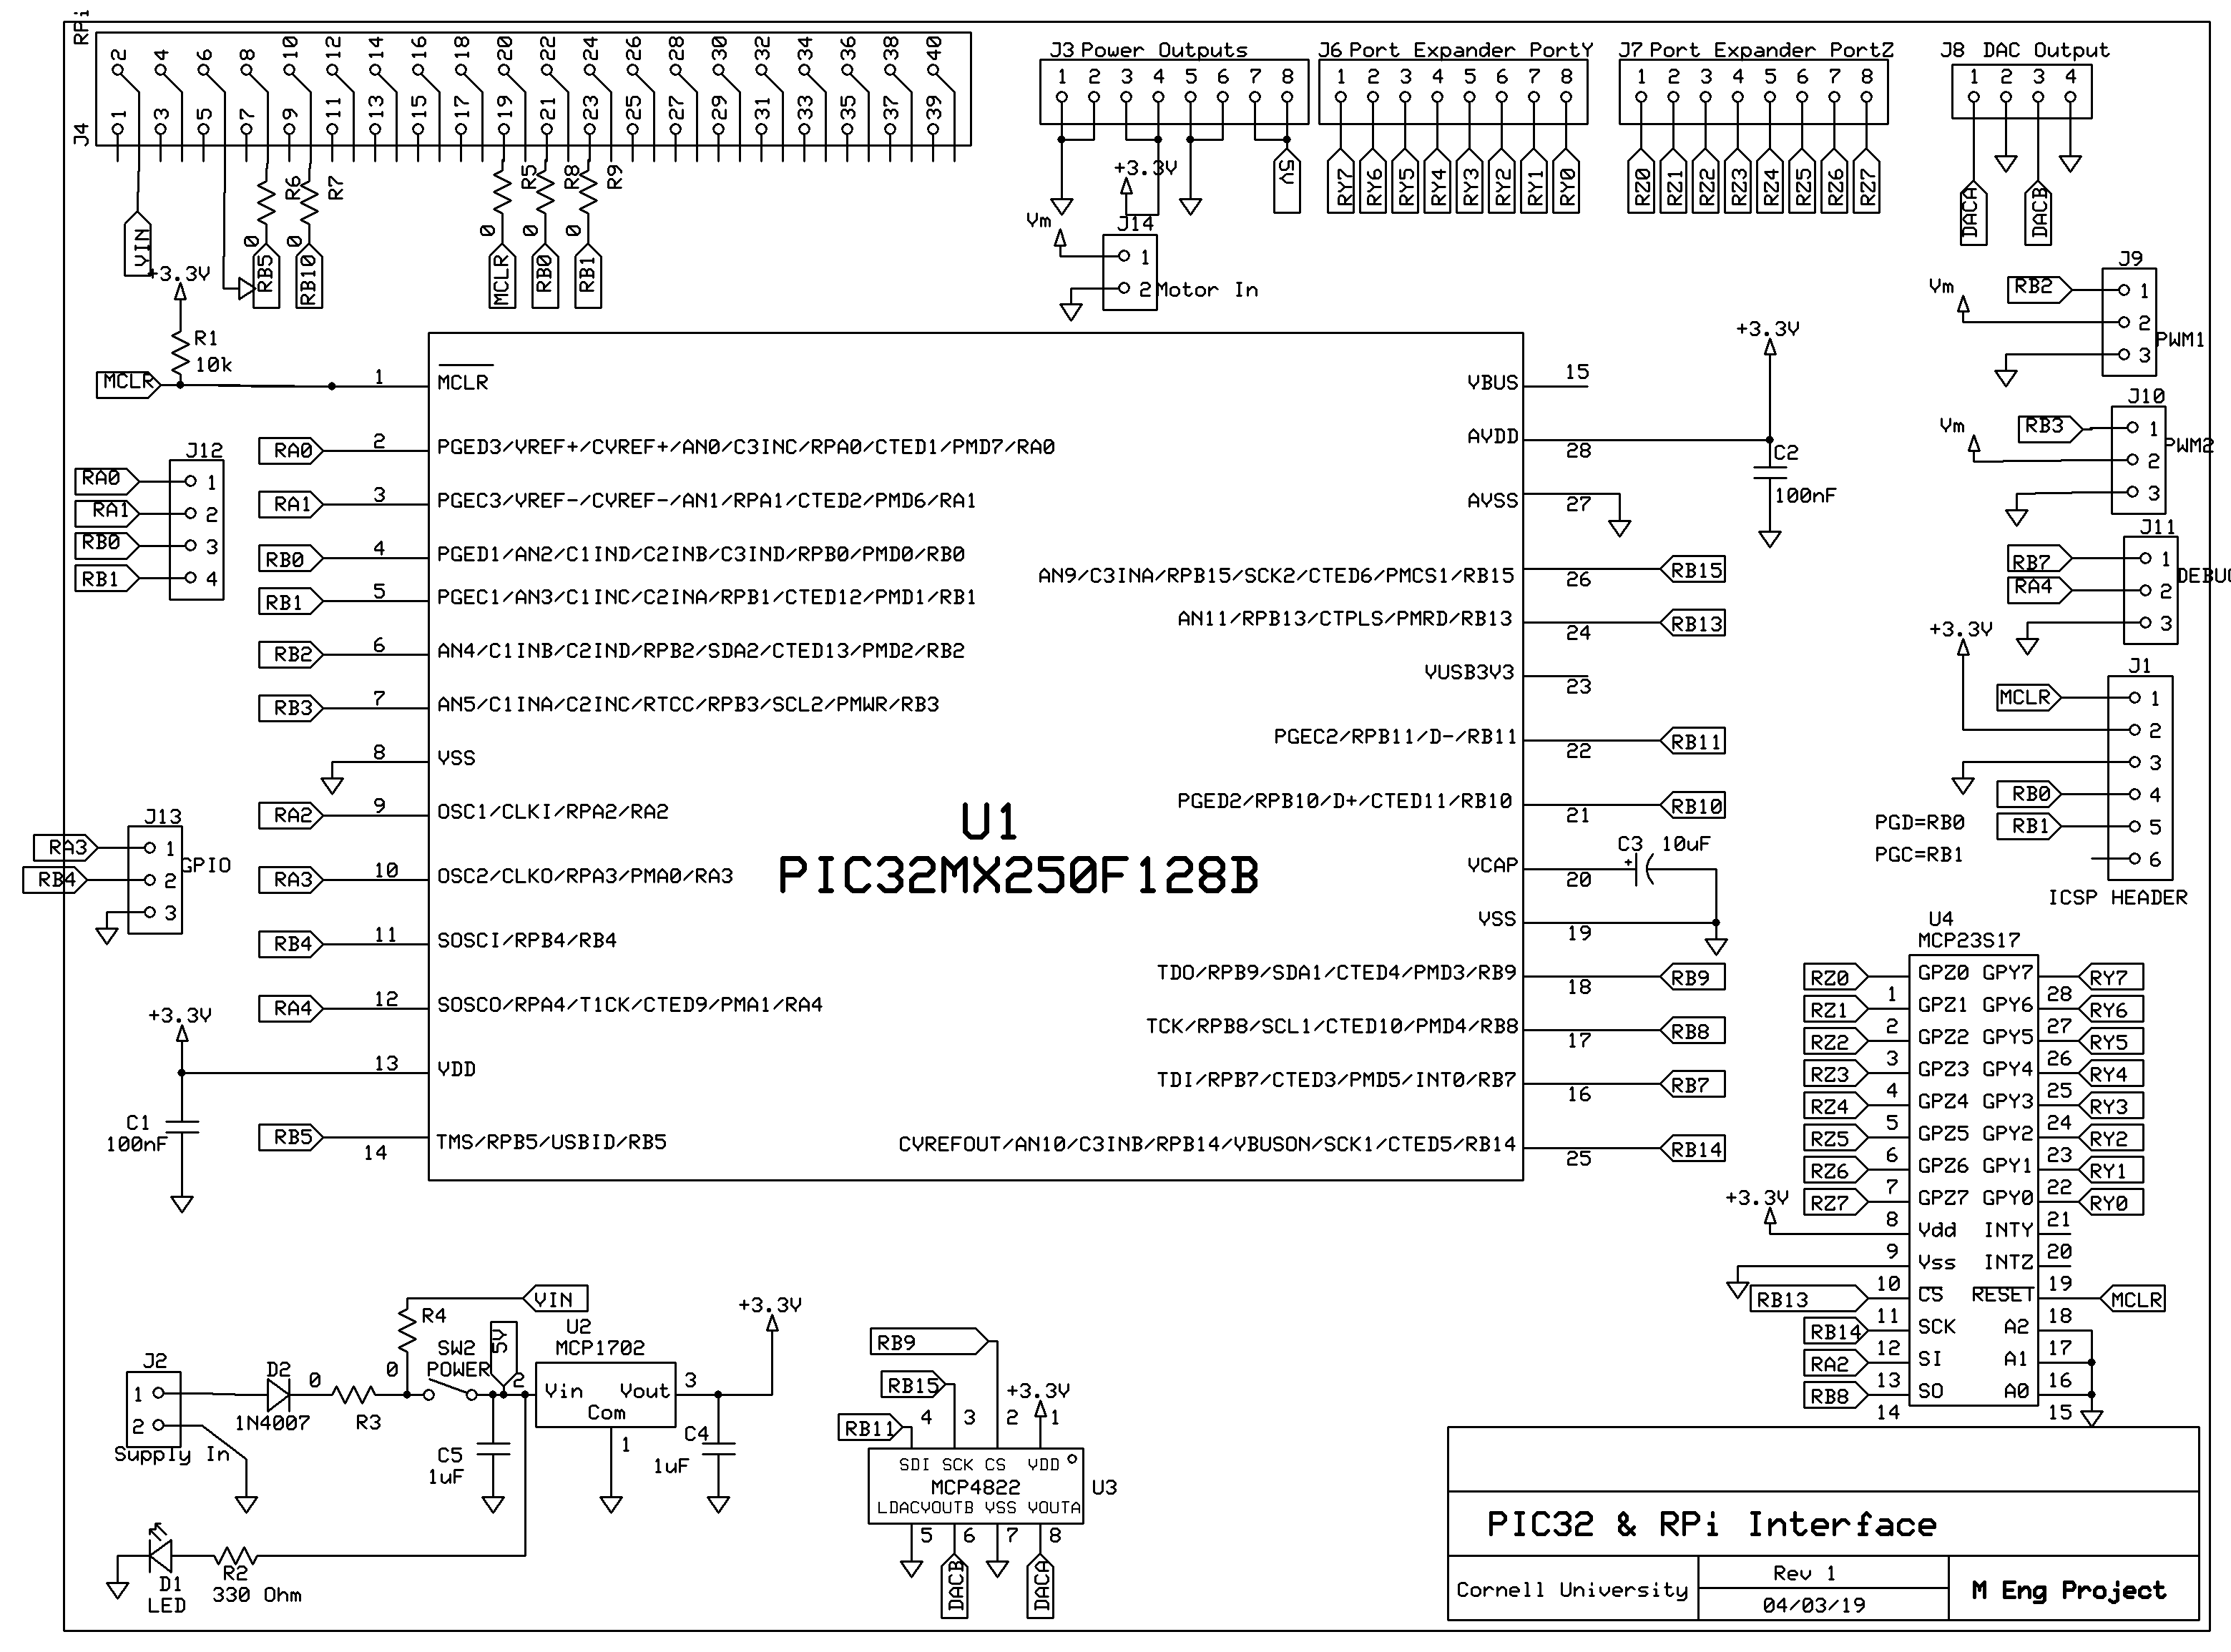 RPi
J4
2 4 6 8 10 12 14 16 18 20 22 24 26 28 30 32 34 36 38 40
1 3 5 7 9 11 13 15 17 19 21 23 25 27 29 31 33 35 37 39
R6 R7 R5 R8 R9
0 0 0 0 0
VIN RB5 RB10 MCLR RB0 RB1
J3 Power Outputs
1 2 3 4 5 6 7 8
+3.3V
5V
J6 Port Expander PortY
1 2 3 4 5 6 7 8
RY7 RY6 RY5 RY4 RY3 RY2 RY1 RY0
J7 Port Expander PortZ
1 2 3 4 5 6 7 8
RZ0 RZ1 RZ2 RZ3 RZ4 RZ5 RZ6 RZ7
J8 DAC Output
1 2 3 4
DACA DACB
Vm
J14
1
2 Motor In
+3.3V
R1
10k
MCLR
J12
RA0 1
RA1 2
RB0 3
RB1 4
J13
RA3 1
GPIO
RB4 2
3
1 MCLR
RA0 2 PGED3/VREF+/CVREF+/AN0/C3INC/RPA0/CTED1/PMD7/RA0
RA1 3 PGEC3/VREF-/CVREF-/AN1/RPA1/CTED2/PMD6/RA1
RB0 4 PGED1/AN2/C1IND/C2INB/C3IND/RPB0/PMD0/RB0
RB1 5 PGEC1/AN3/C1INC/C2INA/RPB1/CTED12/PMD1/RB1
RB2 6 AN4/C1INB/C2IND/RPB2/SDA2/CTED13/PMD2/RB2
RB3 7 AN5/C1INA/C2INC/RTCC/RPB3/SCL2/PMWR/RB3
8 VSS
RA2 9 OSC1/CLKI/RPA2/RA2
RA3 10 OSC2/CLKO/RPA3/PMA0/RA3
RB4 11 SOSCI/RPB4/RB4
RA4 12 SOSCO/RPA4/T1CK/CTED9/PMA1/RA4
+3.3V
13 VDD
C1
100nF
RB5 14 TMS/RPB5/USBID/RB5
U1
PIC32MX250F128B
VBUS 15
+3.3V
AVDD 28
C2
100nF
AVSS 27
AN9/C3INA/RPB15/SCK2/CTED6/PMCS1/RB15 26 RB15
AN11/RPB13/CTPLS/PMRD/RB13 24 RB13
VUSB3V3 23
PGEC2/RPB11/D-/RB11 22 RB11
PGED2/RPB10/D+/CTED11/RB10 21 RB10
C3 10uF
+
VCAP 20
VSS 19
TDO/RPB9/SDA1/CTED4/PMD3/RB9 18 RB9
TCK/RPB8/SCL1/CTED10/PMD4/RB8 17 RB8
TDI/RPB7/CTED3/PMD5/INT0/RB7 16 RB7
CVREFOUT/AN10/C3INB/RPB14/VBUSON/SCK1/CTED5/RB14 25 RB14
J9
RB2 1
Vm 2
PWM1
3
J10
RB3 1
Vm 2
PWM2
3
J11
RB7 1
DEBUG
RA4 2
3
+3.3V
J1
MCLR 1
2
3
RB0 4
PGD=RB0
RB1 5
PGC=RB1
6
ICSP HEADER
U4
MCP23S17
RZ0 1 GPZ0 GPY7 28 RY7
RZ1 2 GPZ1 GPY6 27 RY6
RZ2 3 GPZ2 GPY5 26 RY5
RZ3 4 GPZ3 GPY4 25 RY4
RZ4 5 GPZ4 GPY3 24 RY3
RZ5 6 GPZ5 GPY2 23 RY2
RZ6 7 GPZ6 GPY1 22 RY1
RZ7 8 GPZ7 GPY0 21 RY0
+3.3V 9 Vdd INTY 20
10 Vss INTZ 19
RB13 11 CS RESET 18 MCLR
RB14 12 SCK A2 17
RA2 13 SI A1 16
RB8 14 SO A0 15
VIN
R4
0
J2
1
2
Supply In
D2
1N4007
0
R3
SW2
POWER
5V
2
U2
MCP1702
Vin Vout
Com
3
1
+3.3V
C5
1uF
C4
1uF
D1
LED
R2
330 Ohm
RB9
RB15
RB11
+3.3V
4 3 2 1
SDI SCK CS VDD
MCP4822
U3
LDAC VOUTB VSS VOUTA
5 6 7 8
DACB DACA
PIC32 & RPi Interface
Cornell University
Rev 1
04/03/19
M Eng Project